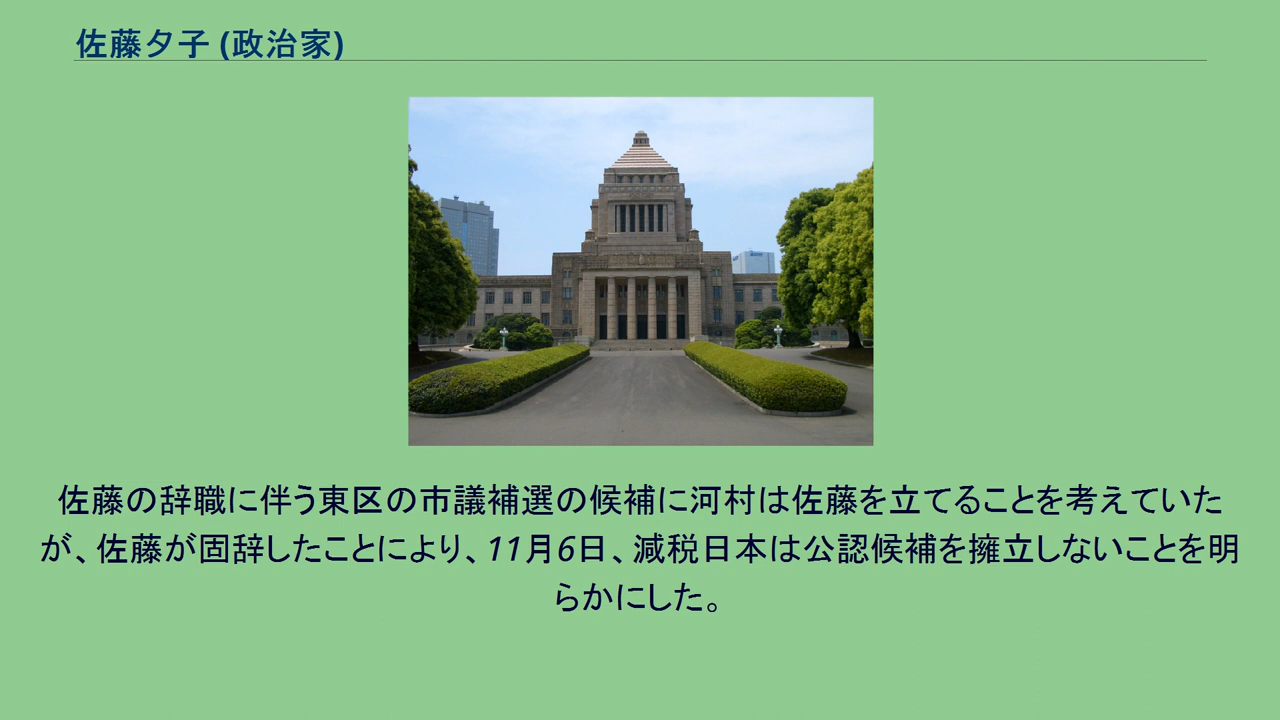 佐藤夕子 (政治家)
佐藤の辞職に伴う東区の市議補選の候補に河村は佐藤を立てることを考えていた
が、佐藤が固辞したことにより、11月6日、減税日本は公認候補を擁立しないことを明
らかにした。